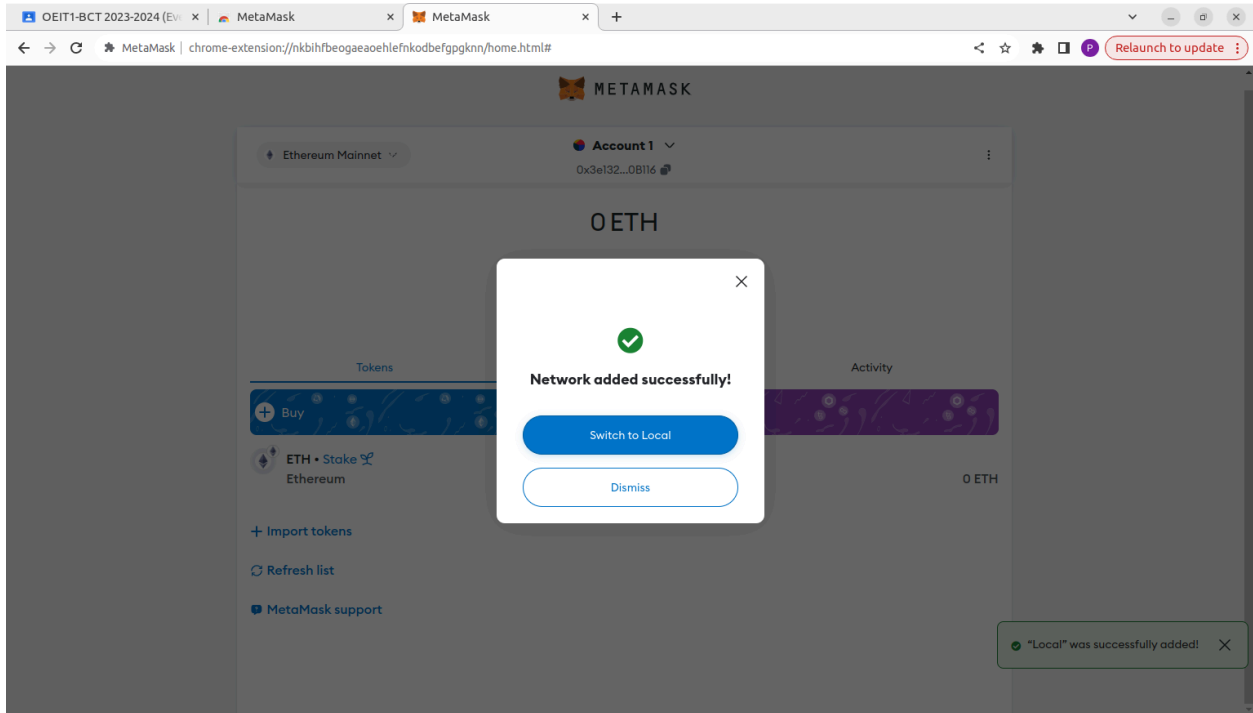 OEIT1-BCT 2023-2024 (Ev
MetaMask
MetaMask
MetaMask
chrome-extension://nkbihfbeogaeaoehlefnkodbefgpgknn/home.html#
P
Relaunch to update
METAMASK
Ethereum Mainnet
Account 1
0x3e132...0B116
0 ETH
Network added successfully!
Switch to Local
Dismiss
Tokens
Activity
Buy
ETH • Stake
Ethereum
0 ETH
+ Import tokens
Refresh list
MetaMask support
“Local” was successfully added!